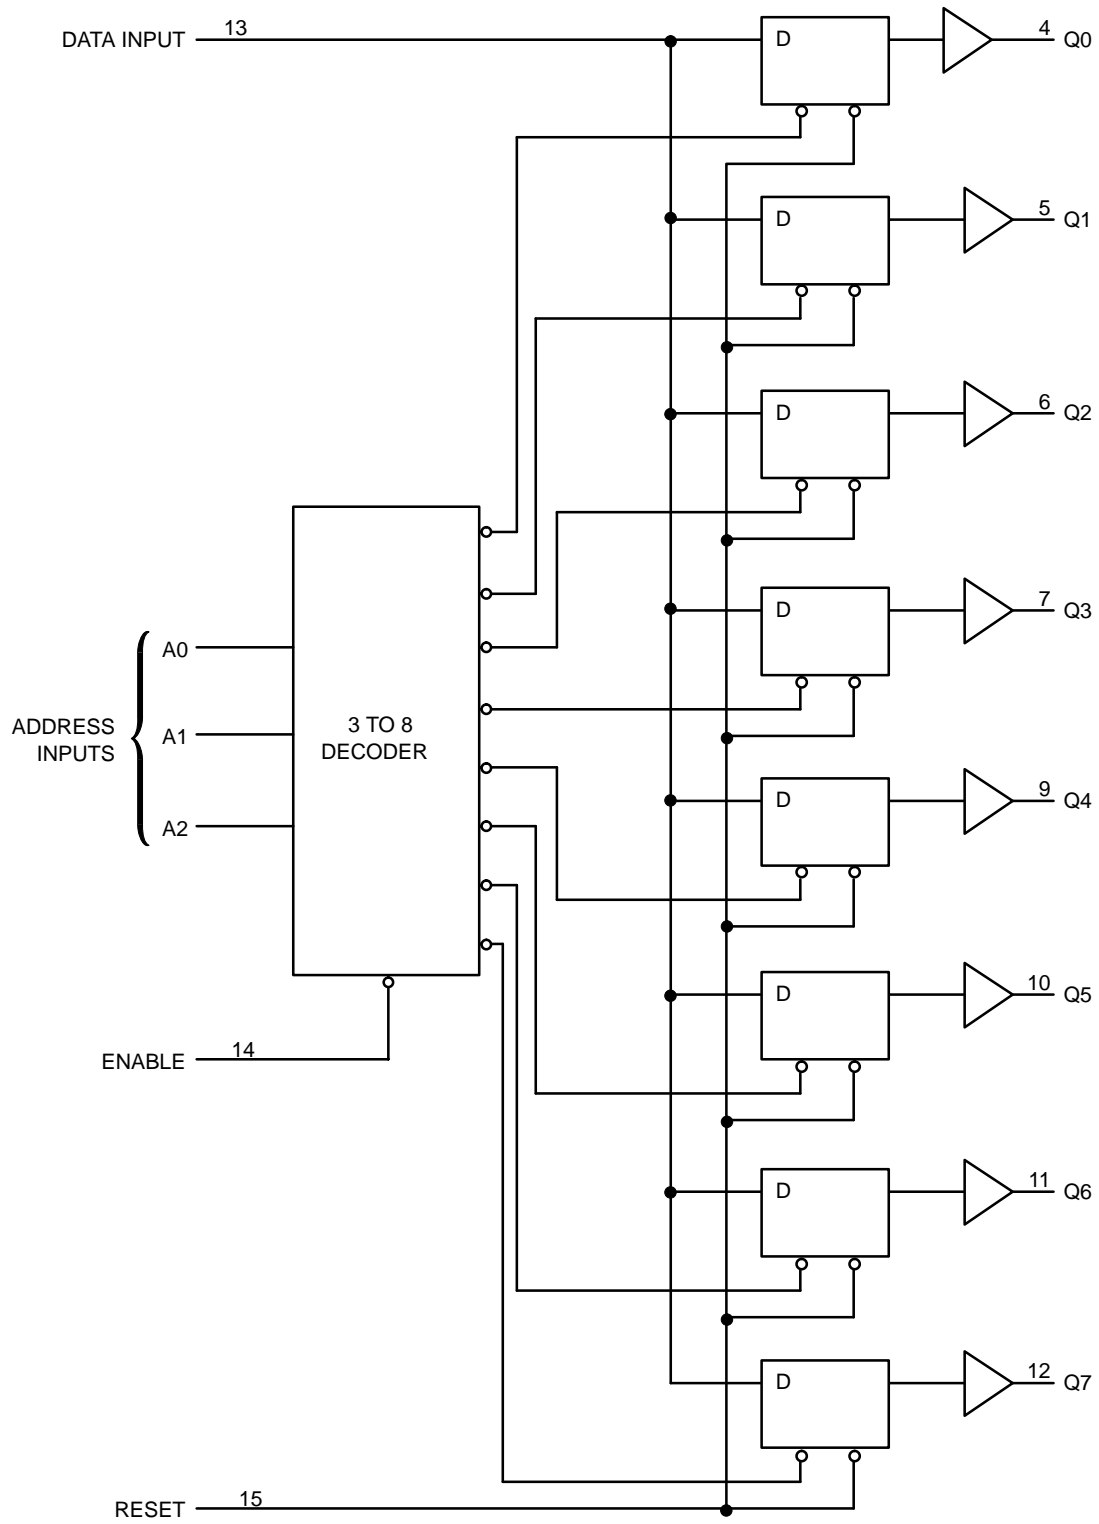 DATA INPUT 13
D
4 Q0
D
5 Q1
D
6 Q2
D
7 Q3
ADDRESS
INPUTS
A0
A1
A2
3 TO 8
DECODER
D
9 Q4
D
10 Q5
ENABLE 14
D
11 Q6
D
12 Q7
RESET 15